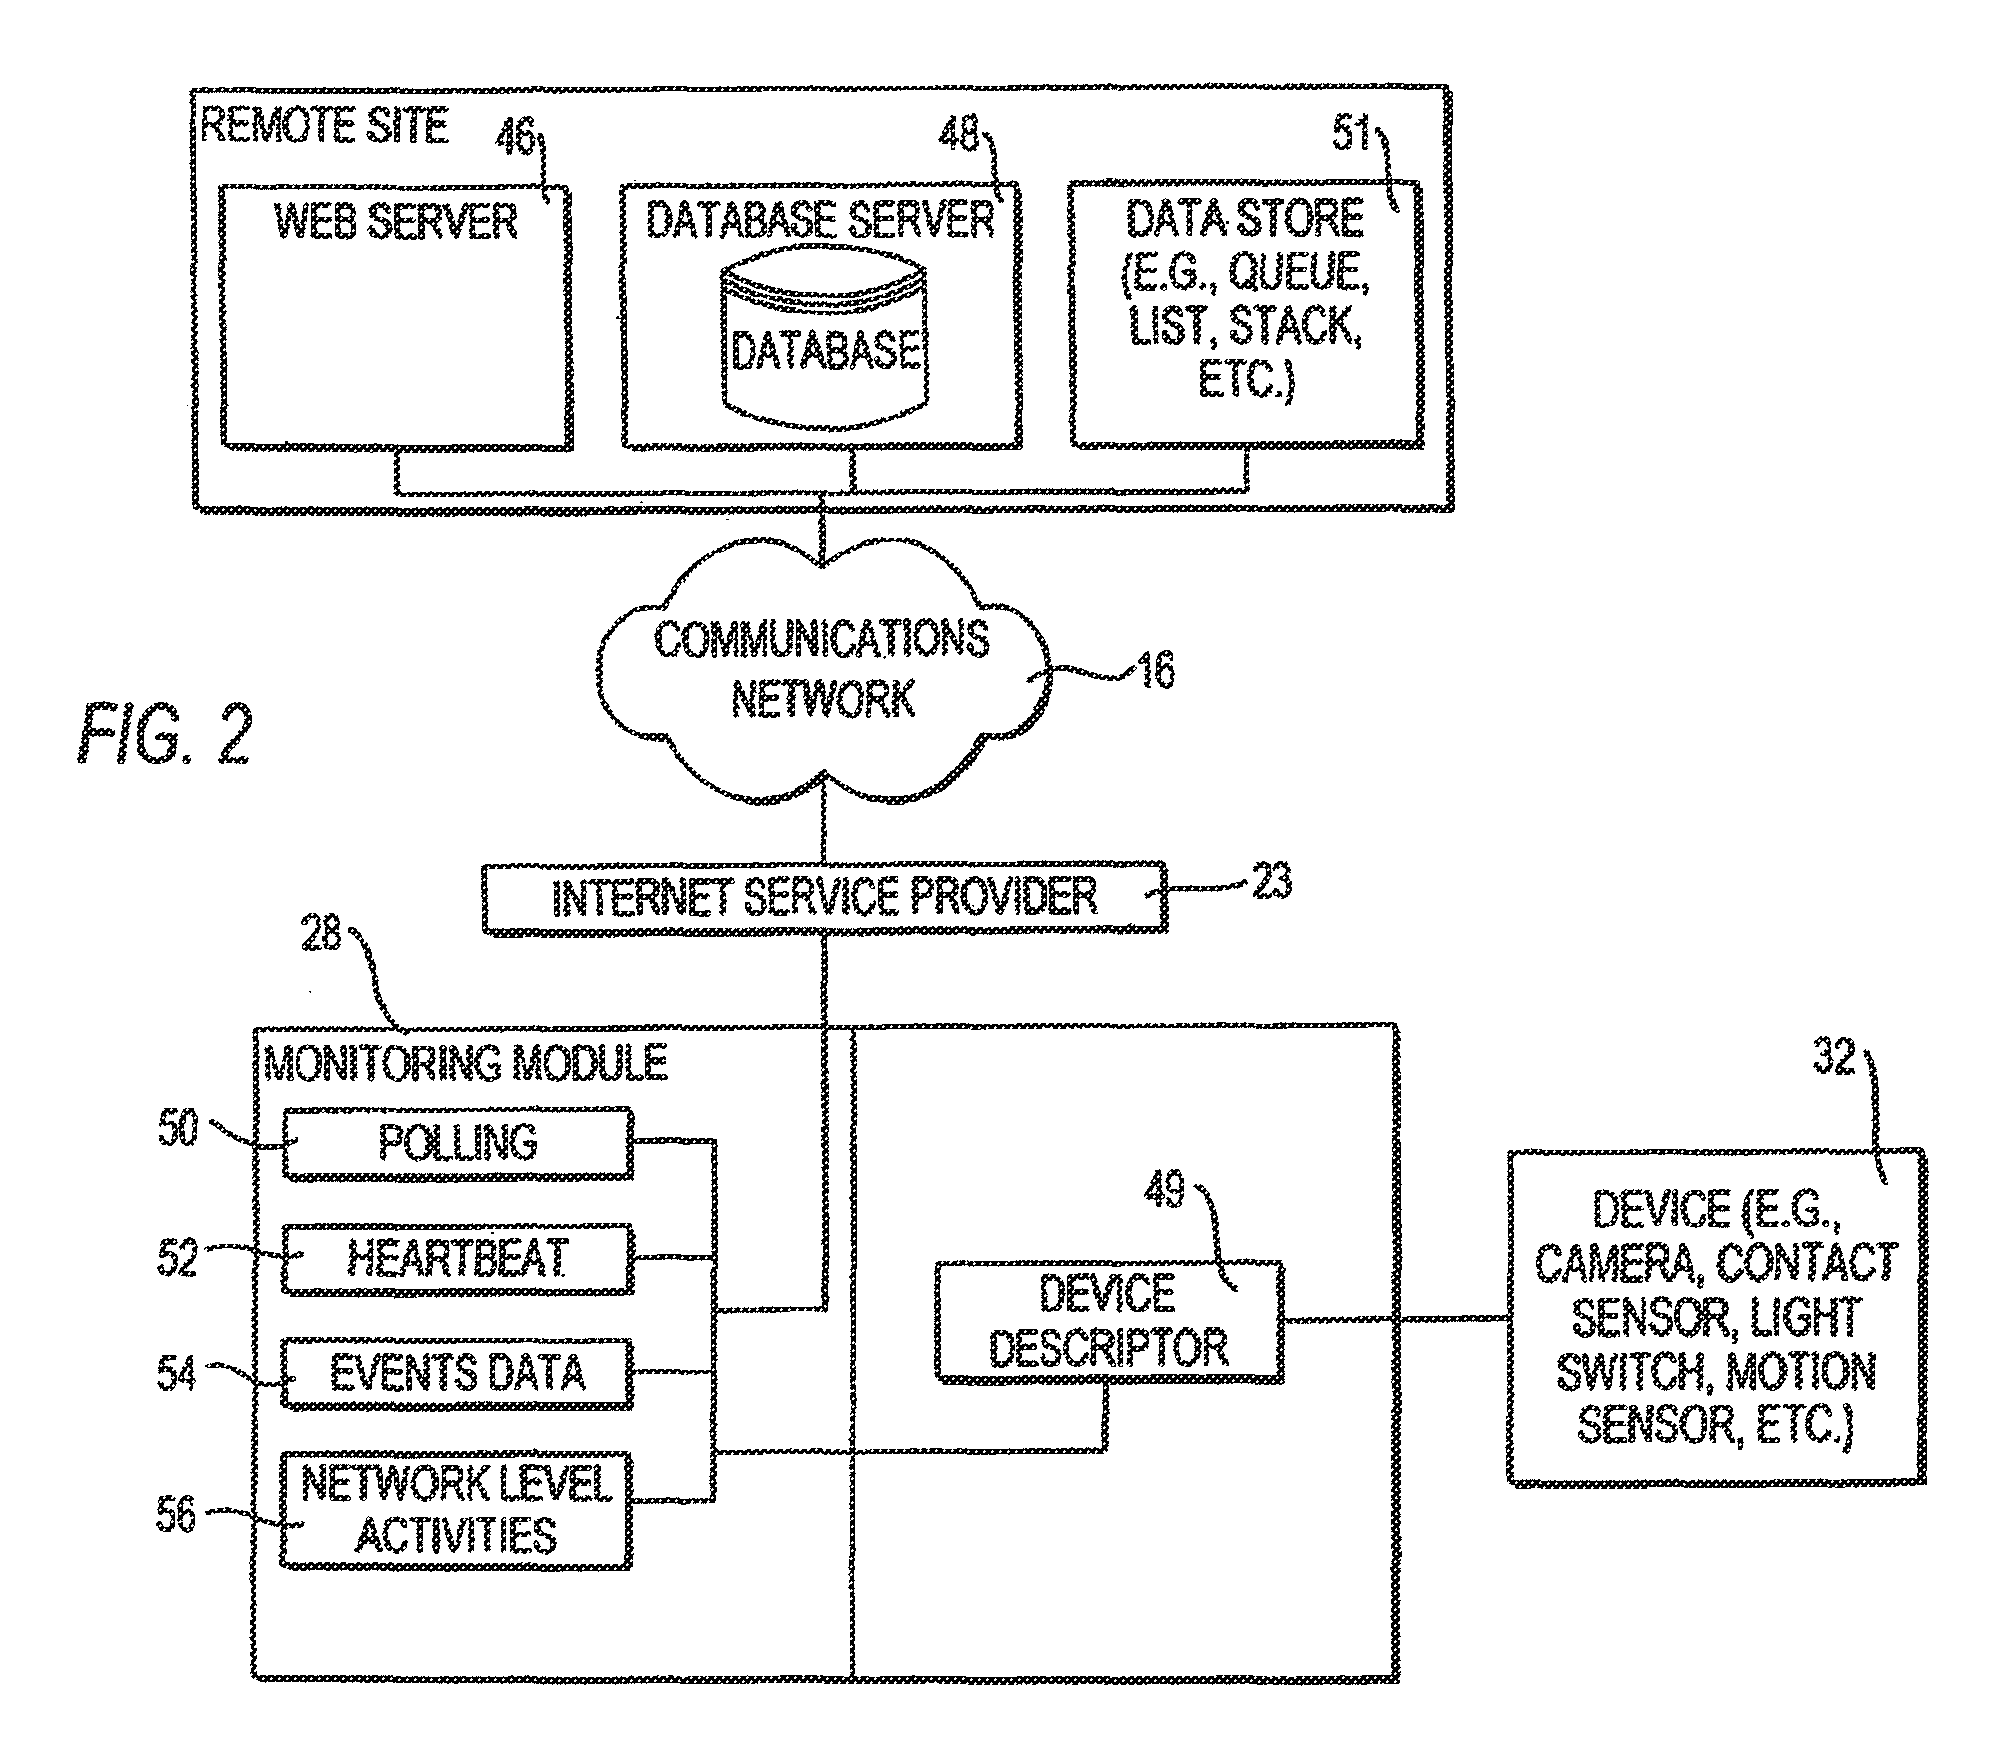 REMOTE SITE
46
48
51
WEB SERVER
DATABASE SERVER
DATABASE
DATA STORE
(E.G., QUEUE,
LIST, STACK,
ETC.)
COMMUNICATIONS
NETWORK
16
FIG. 2
INTERNET SERVICE PROVIDER
23
28
MONITORING MODULE
50
POLLING
52
HEARTBEAT
54
EVENTS DATA
56
NETWORK LEVEL
ACTIVITIES
49
DEVICE
DESCRIPTOR
32
DEVICE (E.G.,
CAMERA, CONTACT
SENSOR, LIGHT
SWITCH, MOTION
SENSOR, ETC.)